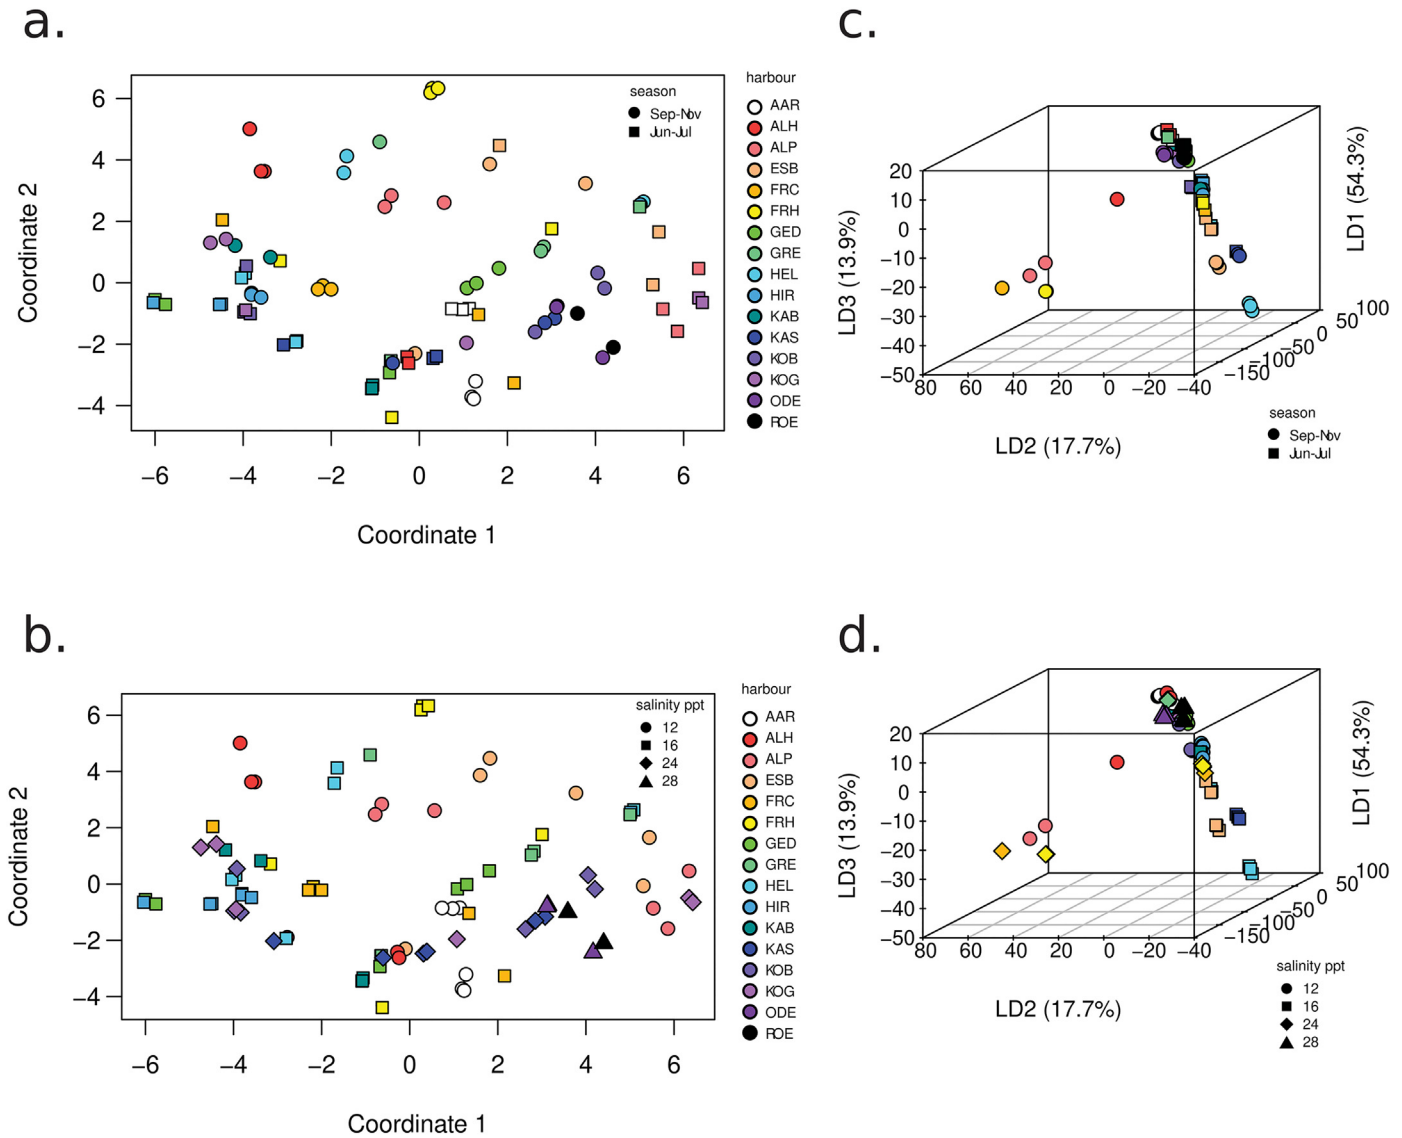 a.
Coordinate 2
6
4
2
0
−2
−4
−6
−4
−2
0
2
4
6
Coordinate 1
season
Sep-Nov
Jun-Jul
harbour
AAR
ALH
ALP
ESB
FRC
FRH
GED
GRE
HEL
HIR
KAB
KAS
KOB
KOG
ODE
ROE
c.
LD3 (13.9%)
20
10
0
−10
−20
−30
−40
−50
80
60
40
20
0
−20
−40
LD2 (17.7%)
−150
−100
−50
0
50
100
LD1 (54.3%)
season
Sep-Nov
Jun-Jul
b.
Coordinate 2
6
4
2
0
−2
−4
−6
−4
−2
0
2
4
6
Coordinate 1
salinity ppt
12
16
24
28
harbour
AAR
ALH
ALP
ESB
FRC
FRH
GED
GRE
HEL
HIR
KAB
KAS
KOB
KOG
ODE
ROE
d.
LD3 (13.9%)
20
10
0
−10
−20
−30
−40
−50
80
60
40
20
0
−20
−40
LD2 (17.7%)
−150
−100
−50
0
50
100
LD1 (54.3%)
salinity ppt
12
16
24
28